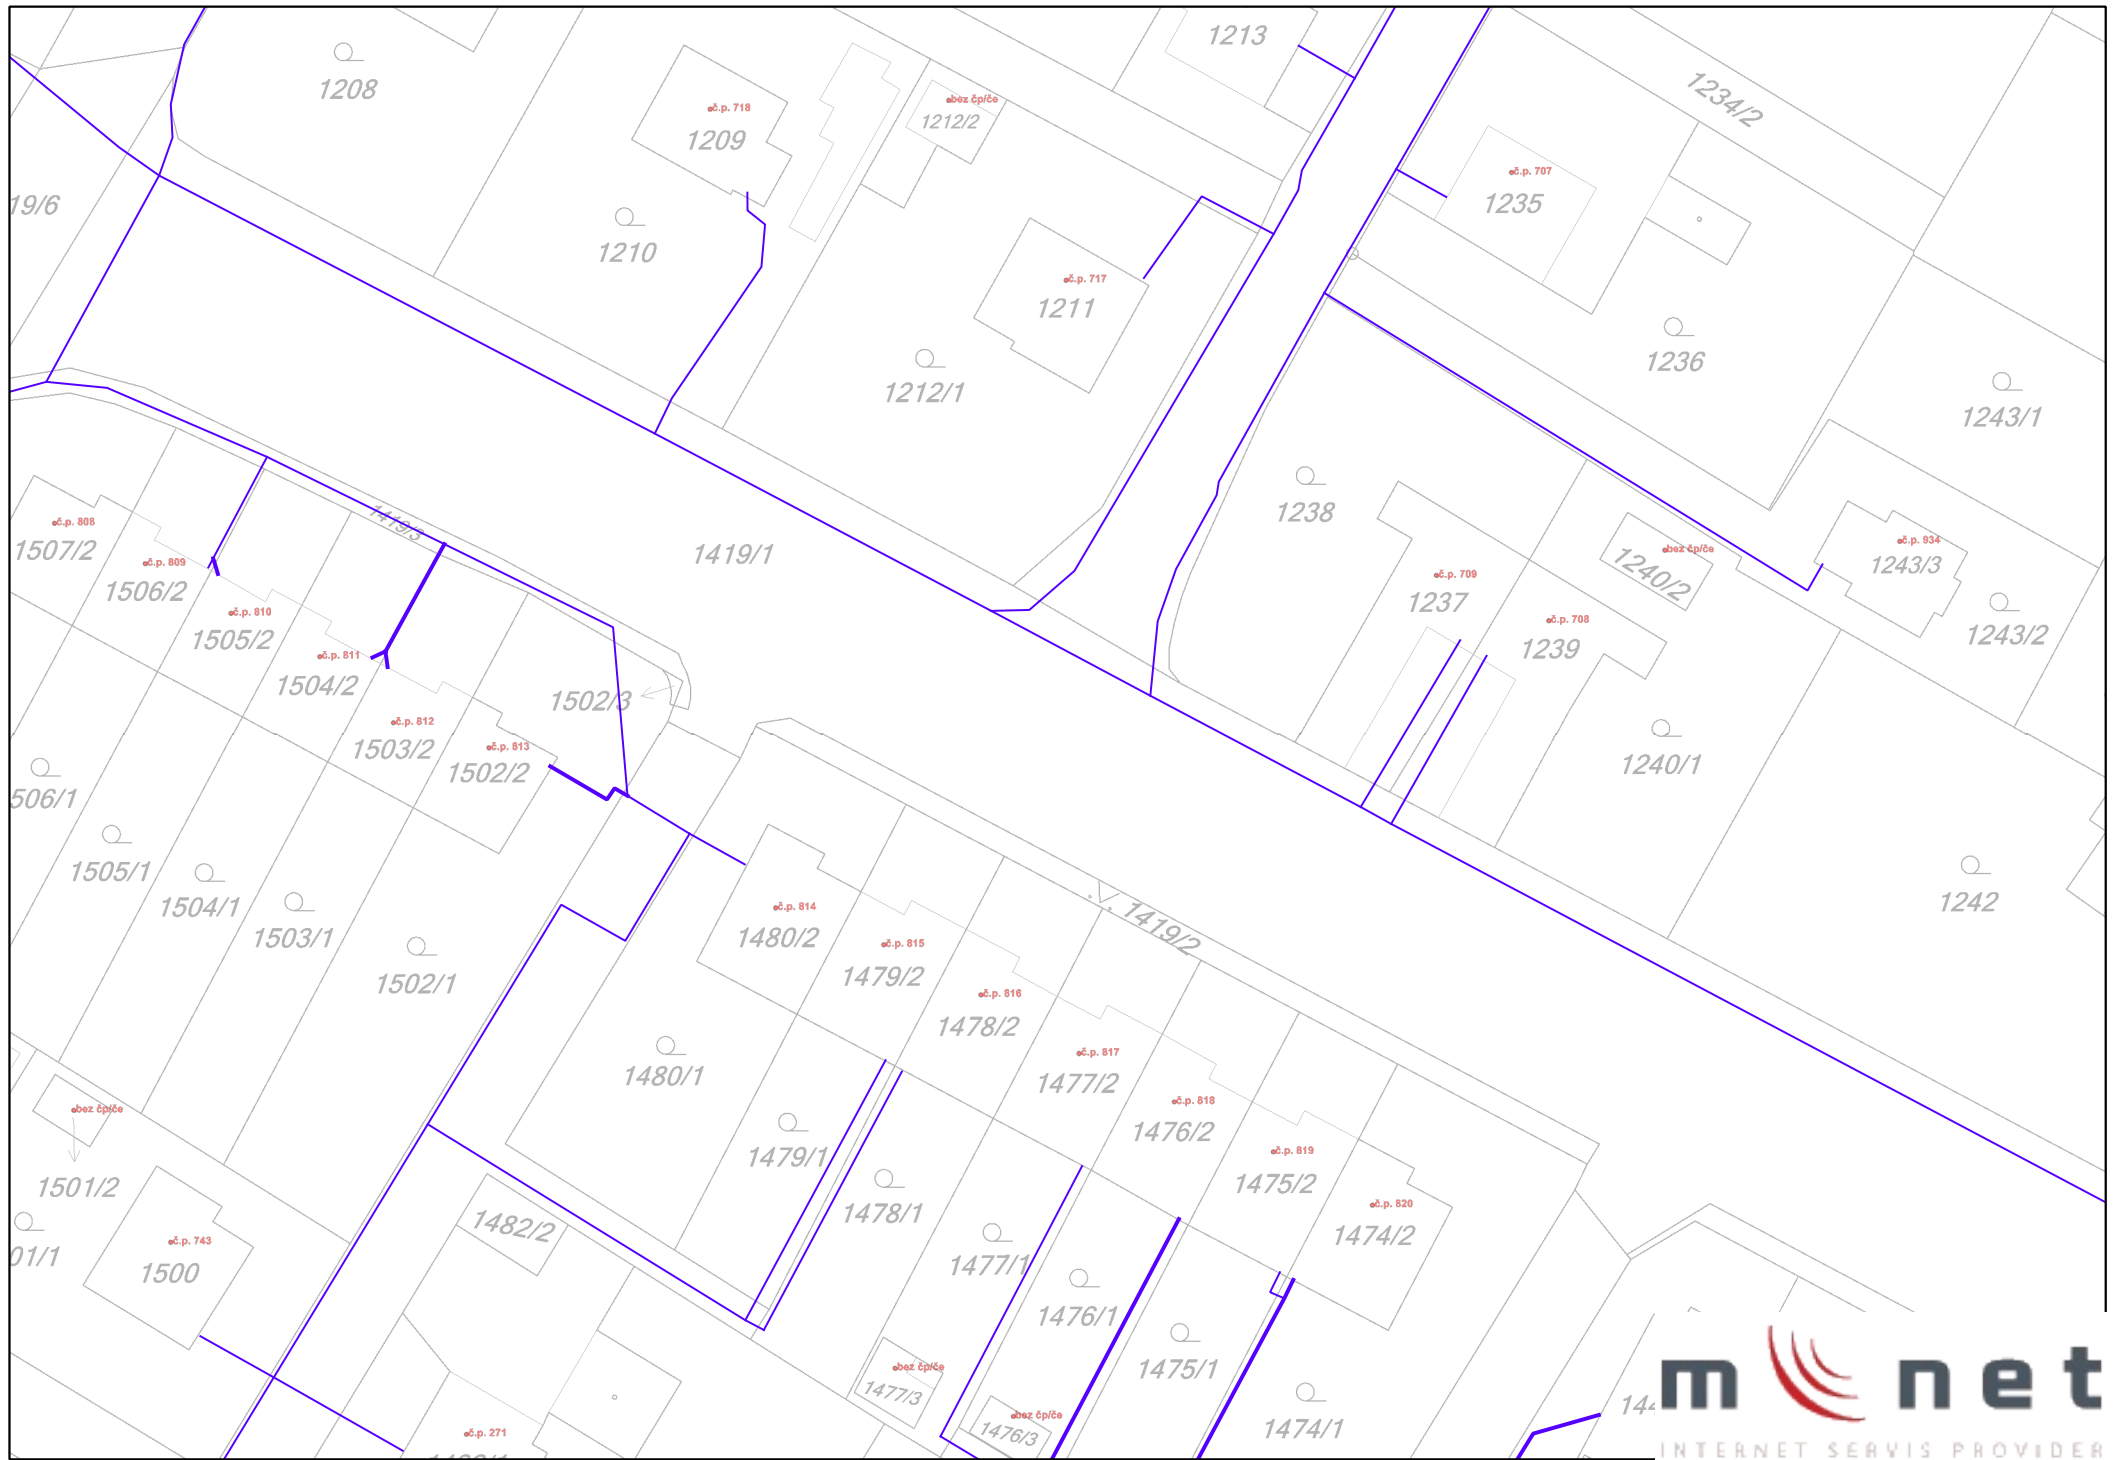 1213
1208
1234/2
č.p. 718
1209
bez čp/če
1212/2
č.p. 707
1235
19/6
1210
č.p. 717
1211
1236
1212/1
1243/1
1238
1419/3
1419/1
č.p. 808
1507/2
č.p. 809
1506/2
č.p. 810
1505/2
č.p. 811
1504/2
č.p. 812
1503/2
č.p. 813
1502/2
1502/3
č.p. 709
1237
bez čp/če
1240/2
č.p. 934
1243/3
č.p. 708
1239
1243/2
1240/1
1242
506/1
1505/1
1504/1
1503/1
1502/1
č.p. 814
1480/2
č.p. 815
1479/2
č.p. 816
1478/2
1419/2
č.p. 817
1477/2
č.p. 818
1476/2
č.p. 819
1475/2
č.p. 820
1474/2
1480/1
1479/1
1478/1
1477/1
1476/1
1475/1
1474/1
bez čp/če
1501/2
01/1
č.p. 743
1500
1482/2
bez čp/če
1477/3
bez čp/če
1476/3
č.p. 271
144
m net
INTERNET SERVIS PROVIDER